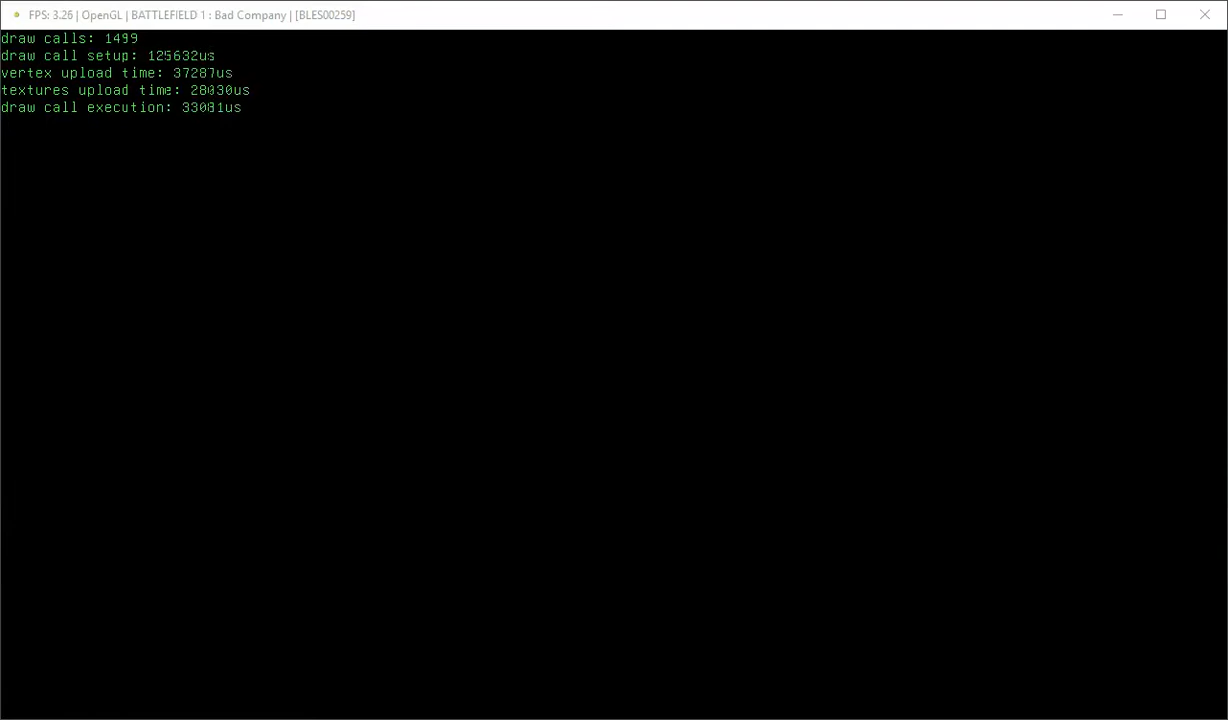 FPS: 3.26 | OpenGL | BATTLEFIELD 1 : Bad Company | [BLES00259]
draw calls: 1499
draw call setup: 125632us
vertex upload time: 37287us
textures upload time: 28030us
draw call execution: 33081us